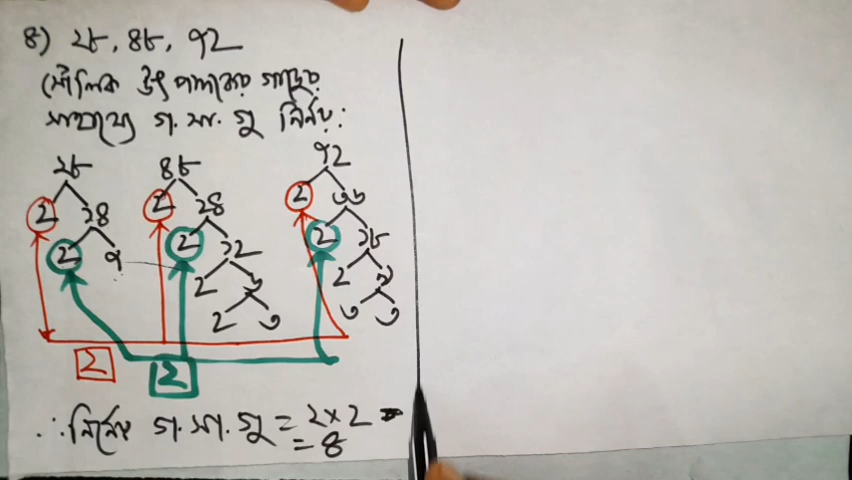 ৪) ২৮, ৪৮, ৭২
মৌলিক উৎপাদকের গাছের
সাহায্যে গ. সা. গু নির্ণয়:
২৮ ৪৮ ৭২
২ ২ ২ ৩৬
১৪ ২৪
২ ৭ ২ ১২ ২ ১৮
২ ৬ ২ ৯
২ ৩ ৩ ৩
২
২
∴ নির্ণেয় গ. সা. গু = ২ × ২
= ৪